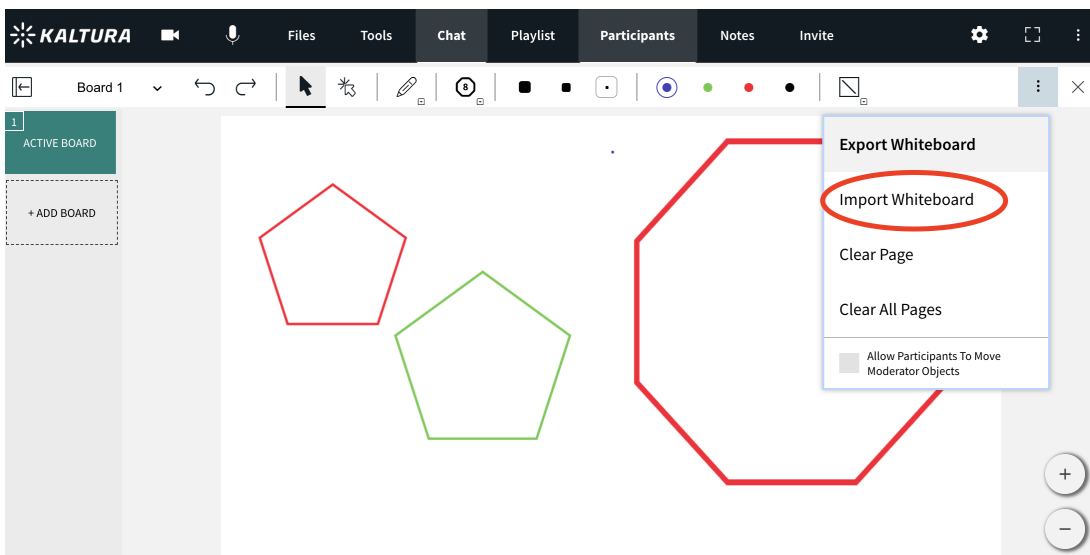 KALTURA
Files
Tools
Chat
Playlist
Participants
Notes
Invite
Board 1
8
1
ACTIVE BOARD
+ ADD BOARD
Export Whiteboard
Import Whiteboard
Clear Page
Clear All Pages
Allow Participants To Move
Moderator Objects